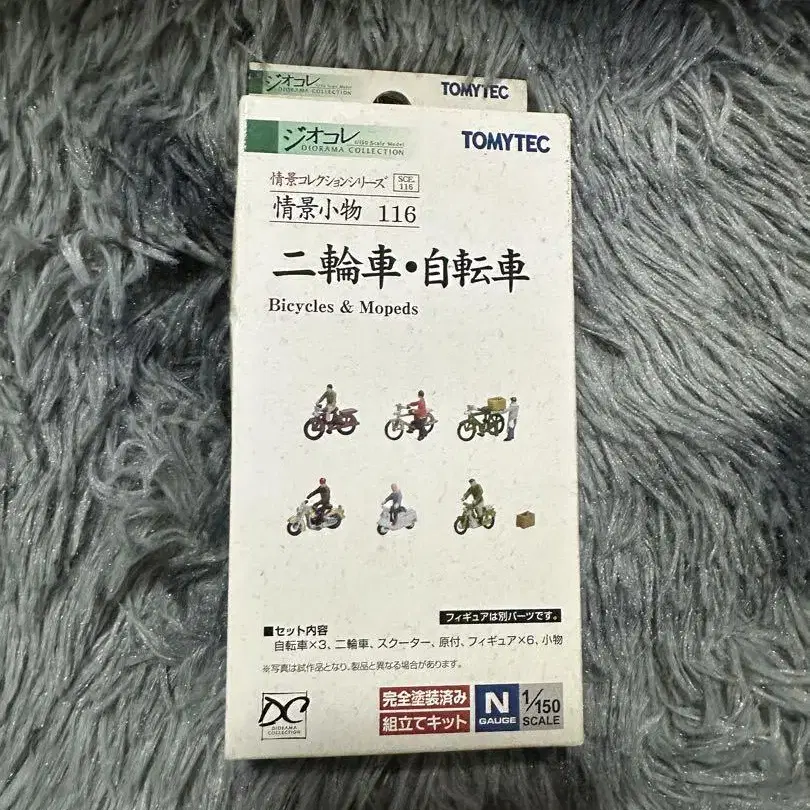 ジオコレ
DIORAMA COLLECTION
TOMYTEC
ジオコレ 1/150 Scale Model
DIORAMA COLLECTION
TOMYTEC
情景コレクションシリーズ SCE. 116
情景小物 116
二輪車・自転車
Bicycles & Mopeds
フィギュアは別パーツです。
■セット内容
自転車×3、二輪車、スクーター、原付、フィギュア×6、小物
※写真は試作品となり、製品と異なる場合があります。
DC
DIORAMA
COLLECTION
完全塗装済み
組立てキット
N
GAUGE
1/150
SCALE